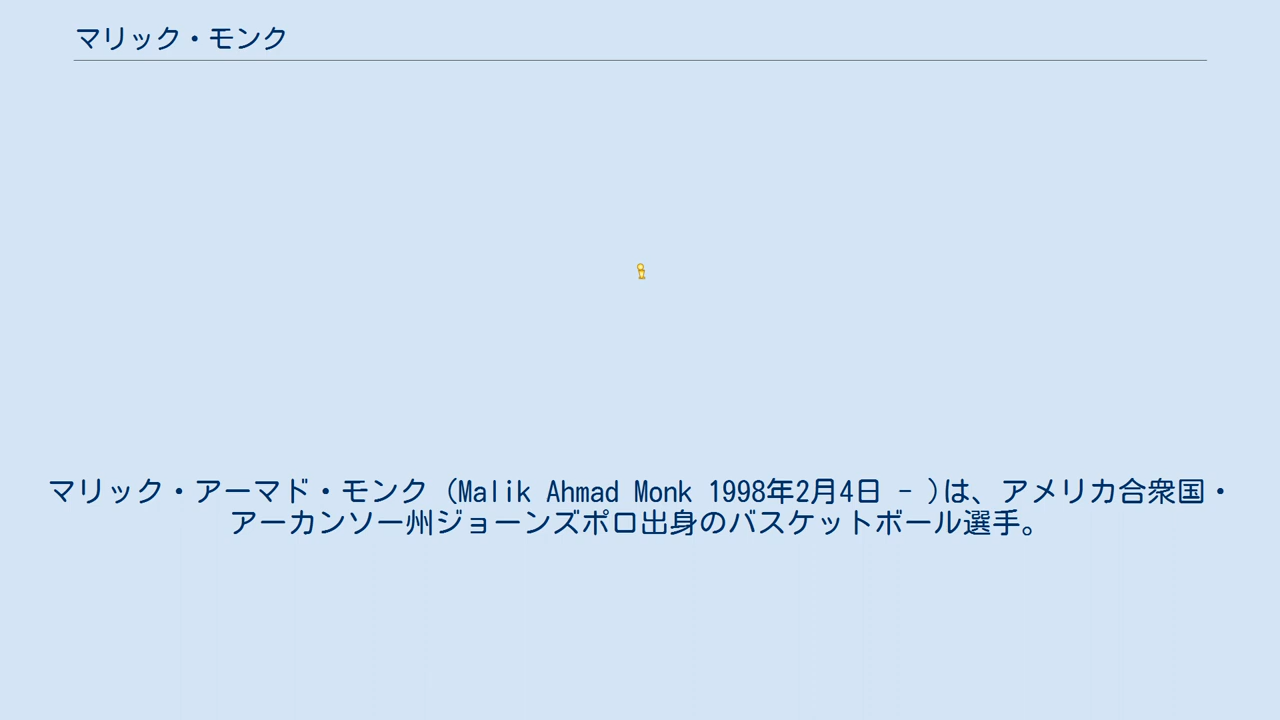 マリック・モンク
マリック・アーマド・モンク (Malik Ahmad Monk 1998年2月4日 - )は、アメリカ合衆国・
アーカンソー州ジョーンズボロ出身のバスケットボール選手。